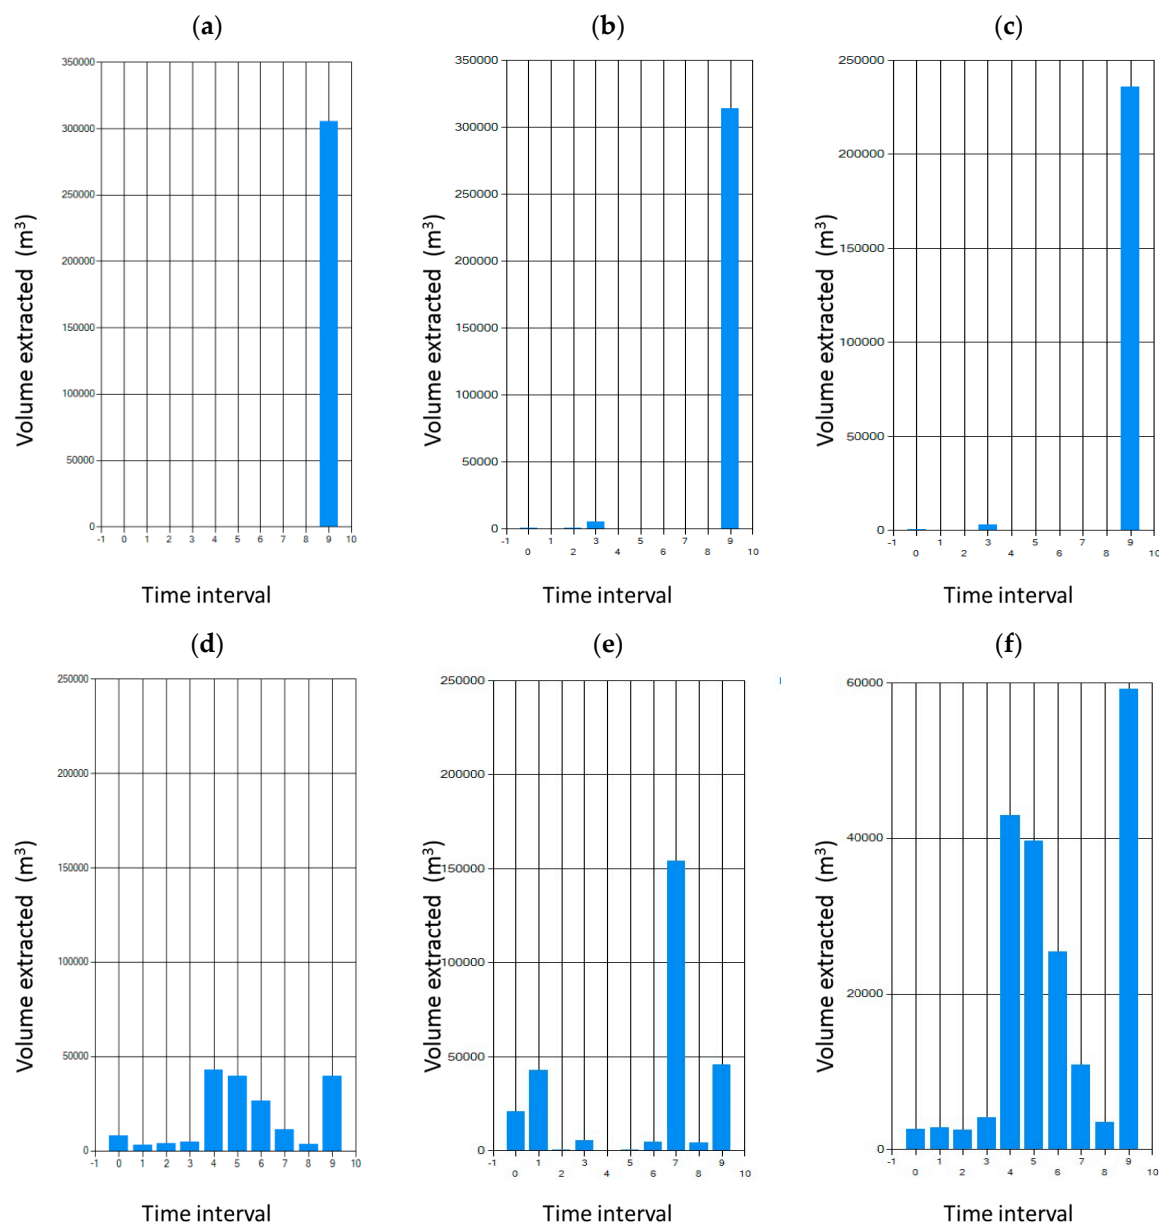 (a)
(b)
(c)
Volume extracted (m³)
350000
300000
250000
200000
150000
100000
50000
0
-1 0 1 2 3 4 5 6 7 8 9 10
Time interval
Volume extracted (m³)
350000
300000
250000
200000
150000
100000
50000
0
-1 1 3 5 7 9
0 2 4 6 8 10
Time interval
Volume extracted (m³)
250000
200000
150000
100000
50000
0
-1 1 3 5 7 9
0 2 4 6 8 10
Time interval
(d)
(e)
(f)
Volume extracted (m³)
250000
200000
150000
100000
50000
0
-1 0 1 2 3 4 5 6 7 8 9 10
Time interval
Volume extracted (m³)
250000
200000
150000
100000
50000
0
-1 1 3 5 7 9
0 2 4 6 8 10
Time interval
Volume extracted (m³)
60000
40000
20000
0
-1 1 3 5 7 9
0 2 4 6 8 10
Time interval